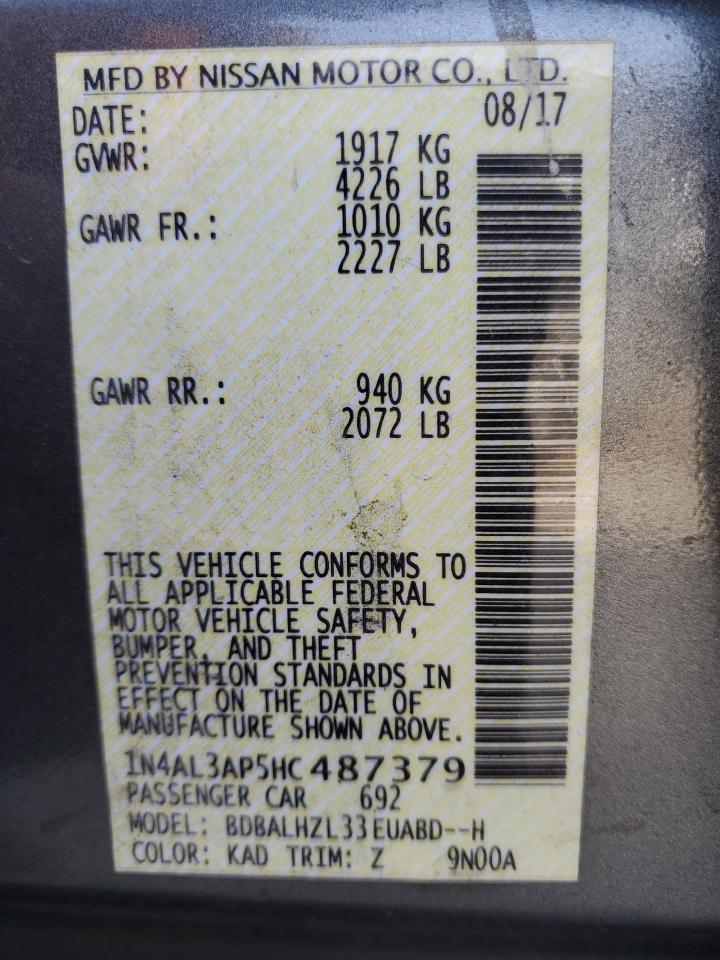 MFD BY NISSAN MOTOR CO., LTD.
DATE: 08/17
GVWR: 1917 KG
4226 LB
GAWR FR.: 1010 KG
2227 LB
GAWR RR.: 940 KG
2072 LB
THIS VEHICLE CONFORMS TO
ALL APPLICABLE FEDERAL
MOTOR VEHICLE SAFETY,
BUMPER, AND THEFT
PREVENTION STANDARDS IN
EFFECT ON THE DATE OF
MANUFACTURE SHOWN ABOVE.
1N4AL3AP5HC487379
PASSENGER CAR 692
MODEL: BDBALHZL33EUABD--H
COLOR: KAD TRIM: Z 9N00A